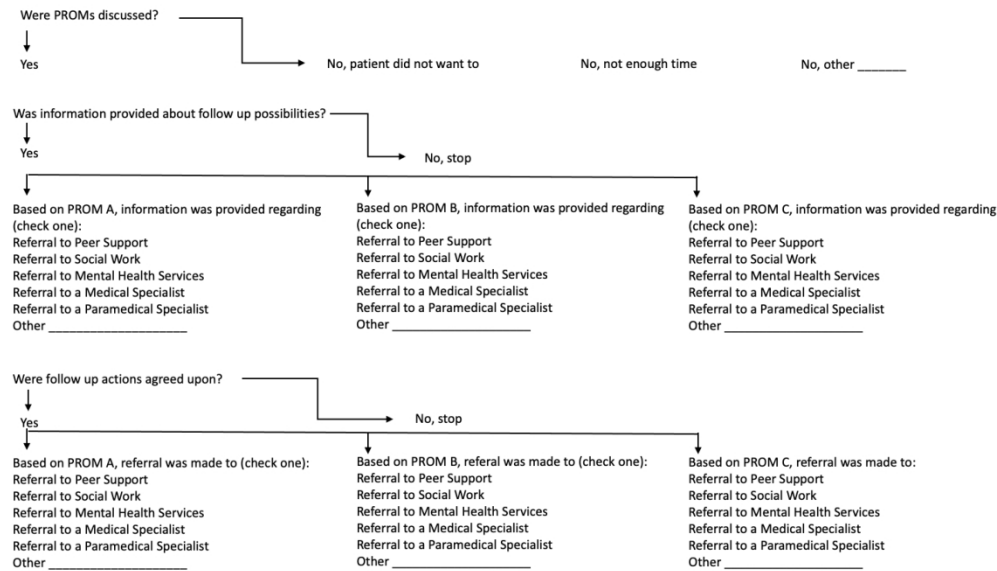 Were PROMs discussed?
Yes
No, patient did not want to
No, not enough time
No, other _______
Was information provided about follow up possibilities?
Yes
No, stop
Based on PROM A, information was provided regarding
(check one):
Referral to Peer Support
Referral to Social Work
Referral to Mental Health Services
Referral to a Medical Specialist
Referral to a Paramedical Specialist
Other ____________________
Based on PROM B, information was provided regarding
(check one):
Referral to Peer Support
Referral to Social Work
Referral to Mental Health Services
Referral to a Medical Specialist
Referral to a Paramedical Specialist
Other ____________________
Based on PROM C, information was provided regarding
(check one):
Referral to Peer Support
Referral to Social Work
Referral to Mental Health Services
Referral to a Medical Specialist
Referral to a Paramedical Specialist
Other ____________________
Were follow up actions agreed upon?
Yes
No, stop
Based on PROM A, referral was made to (check one):
Referral to Peer Support
Referral to Social Work
Referral to Mental Health Services
Referral to a Medical Specialist
Referral to a Paramedical Specialist
Other ____________________
Based on PROM B, referal was made to (check one):
Referral to Peer Support
Referral to Social Work
Referral to Mental Health Services
Referral to a Medical Specialist
Referral to a Paramedical Specialist
Other ____________________
Based on PROM C, referral was made to:
Referral to Peer Support
Referral to Social Work
Referral to Mental Health Services
Referral to a Medical Specialist
Referral to a Paramedical Specialist
Other ____________________